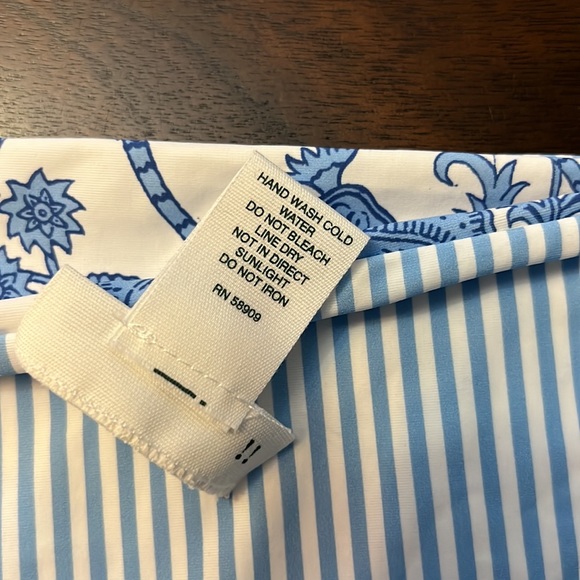 HAND WASH COLD
WATER
DO NOT BLEACH
LINE DRY
NOT IN DIRECT
SUNLIGHT
DO NOT IRON
RN 58909